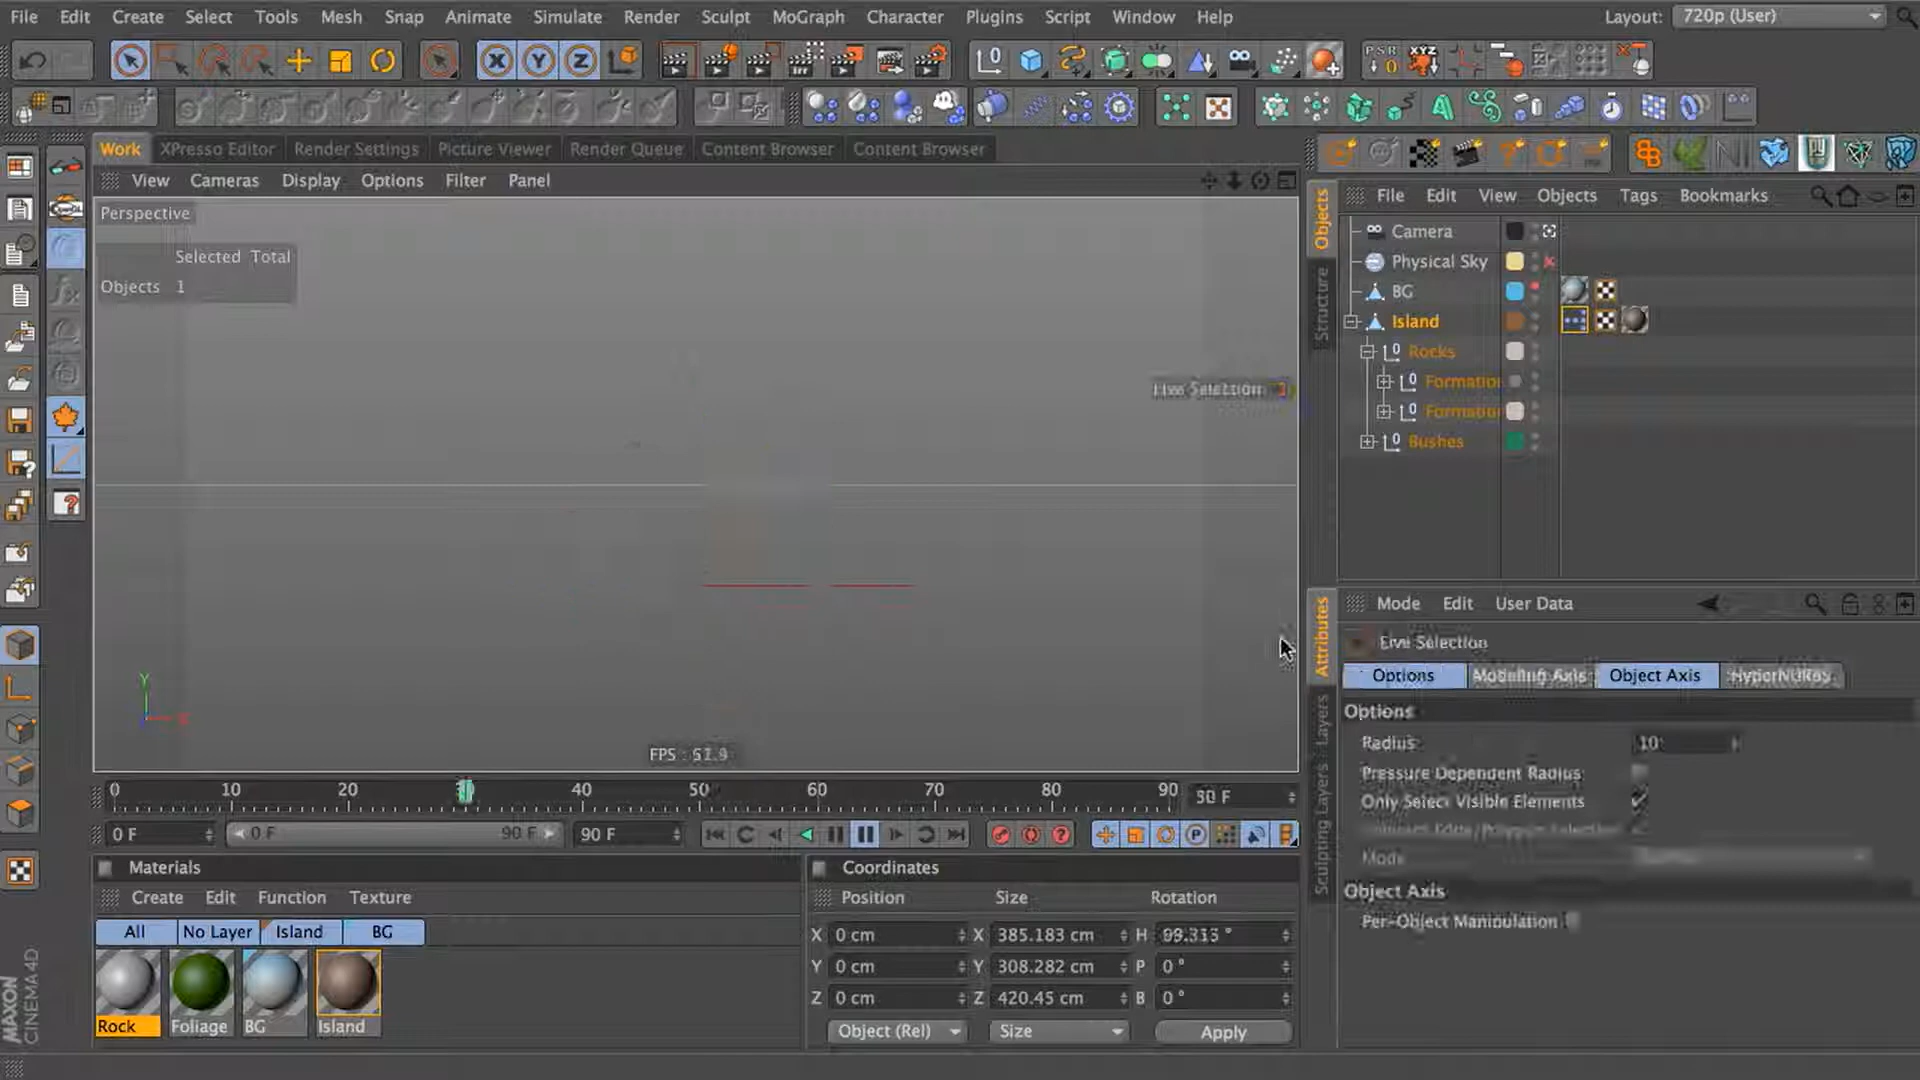 File Edit Create Select Tools Mesh Snap Animate Simulate Render Sculpt MoGraph Character Plugins Script Window Help Layout: 720p (User)
X Y Z PSR XYZ
Work XPresso Editor Render Settings Picture Viewer Render Queue Content Browser Content Browser
View Cameras Display Options Filter Panel
File Edit View Objects Tags Bookmarks
Perspective
Selected Total
Objects 1
Objects
Structure
Camera
Physical Sky
BG
Island
Rocks
Formation
Formation
Bushes
Live Selection
Attributes
Layers
Sculpting Layers
Mode Edit User Data
Live Selection
Options Modeling Axis Object Axis HyperNURBS
Options
Radius 10
Pressure Dependent Radius
Only Select Visible Elements
Mode
Object Axis
Per-Object Manipulation
Y
FPS :
0 10 20 40 50 60 70 80 90 30 F
0 F 0 F 90 F 90 F
Materials
Create Edit Function Texture
All No Layer Island BG
Rock Foliage BG Island
Coordinates
Position Size Rotation
X 0 cm X 385.183 cm H 99.313 °
Y 0 cm Y 308.282 cm P 0 °
Z 0 cm Z 420.45 cm B 0 °
Object (Rel) Size Apply
MAXON
CINEMA 4D